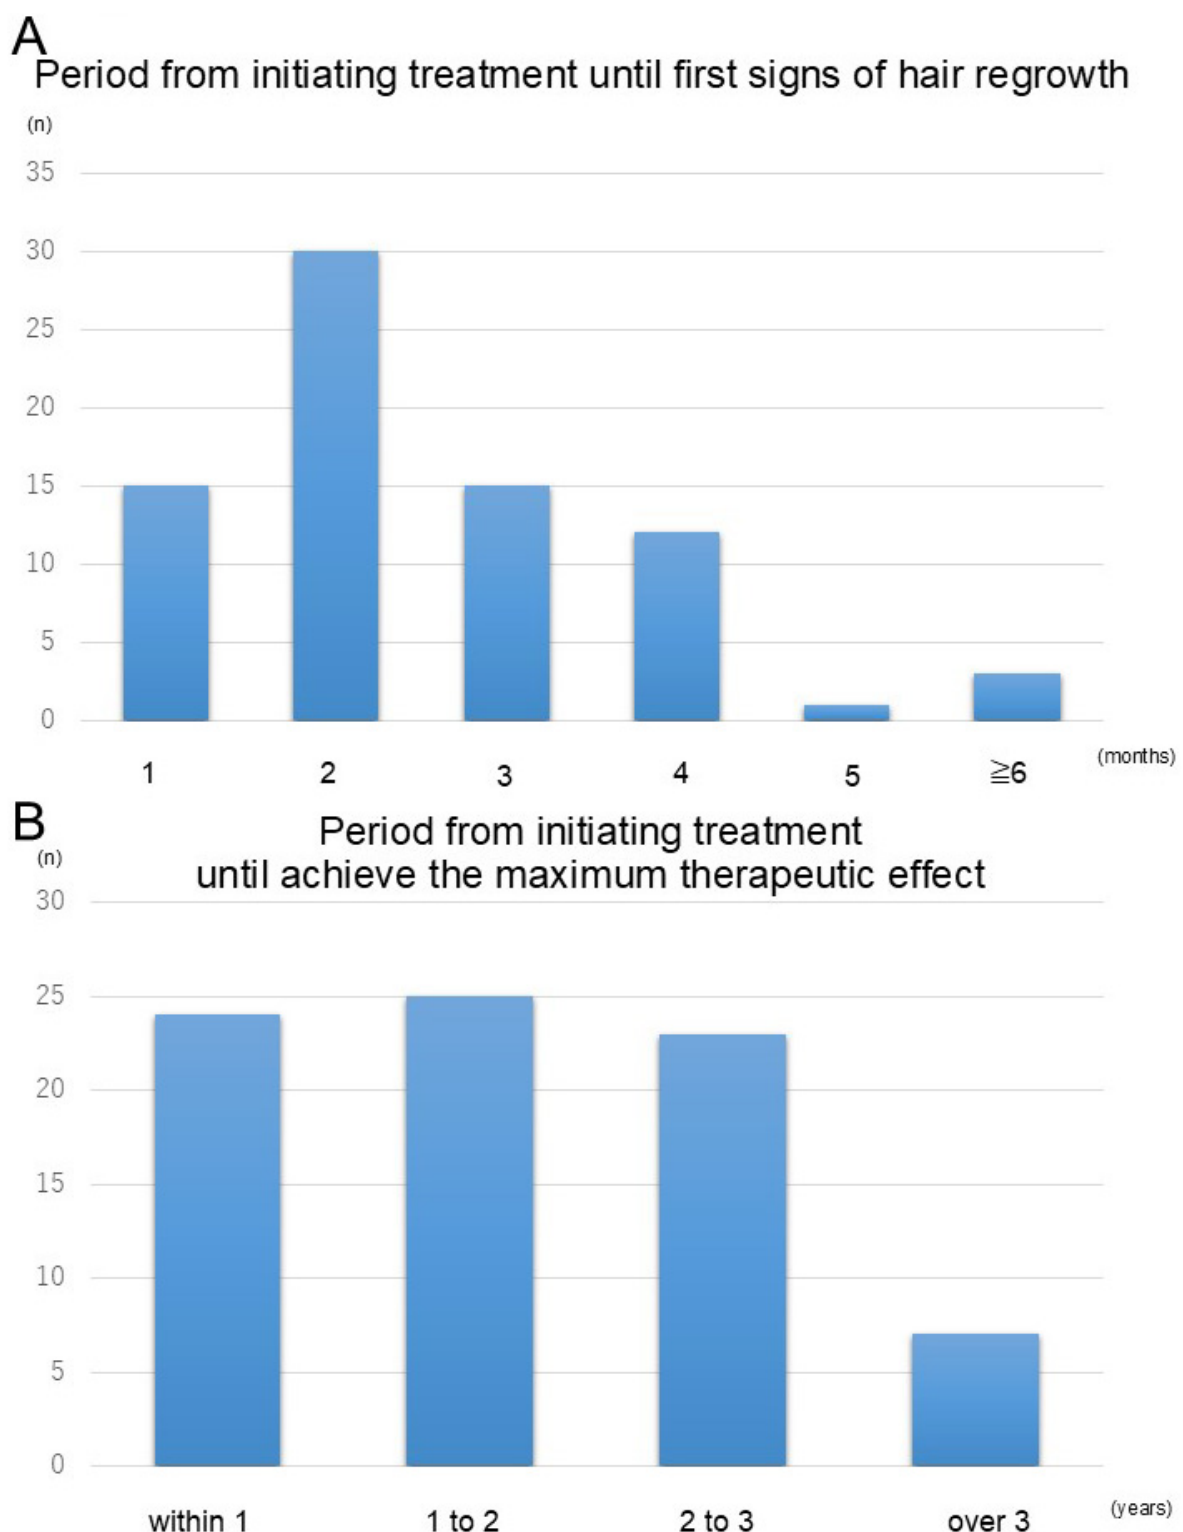 A
Period from initiating treatment until first signs of hair regrowth
(n)
35
30
25
20
15
10
5
0
1 2 3 4 5 ≧6 (months)
B
Period from initiating treatment
until achieve the maximum therapeutic effect
(n)
30
25
20
15
10
5
0
within 1 1 to 2 2 to 3 over 3 (years)